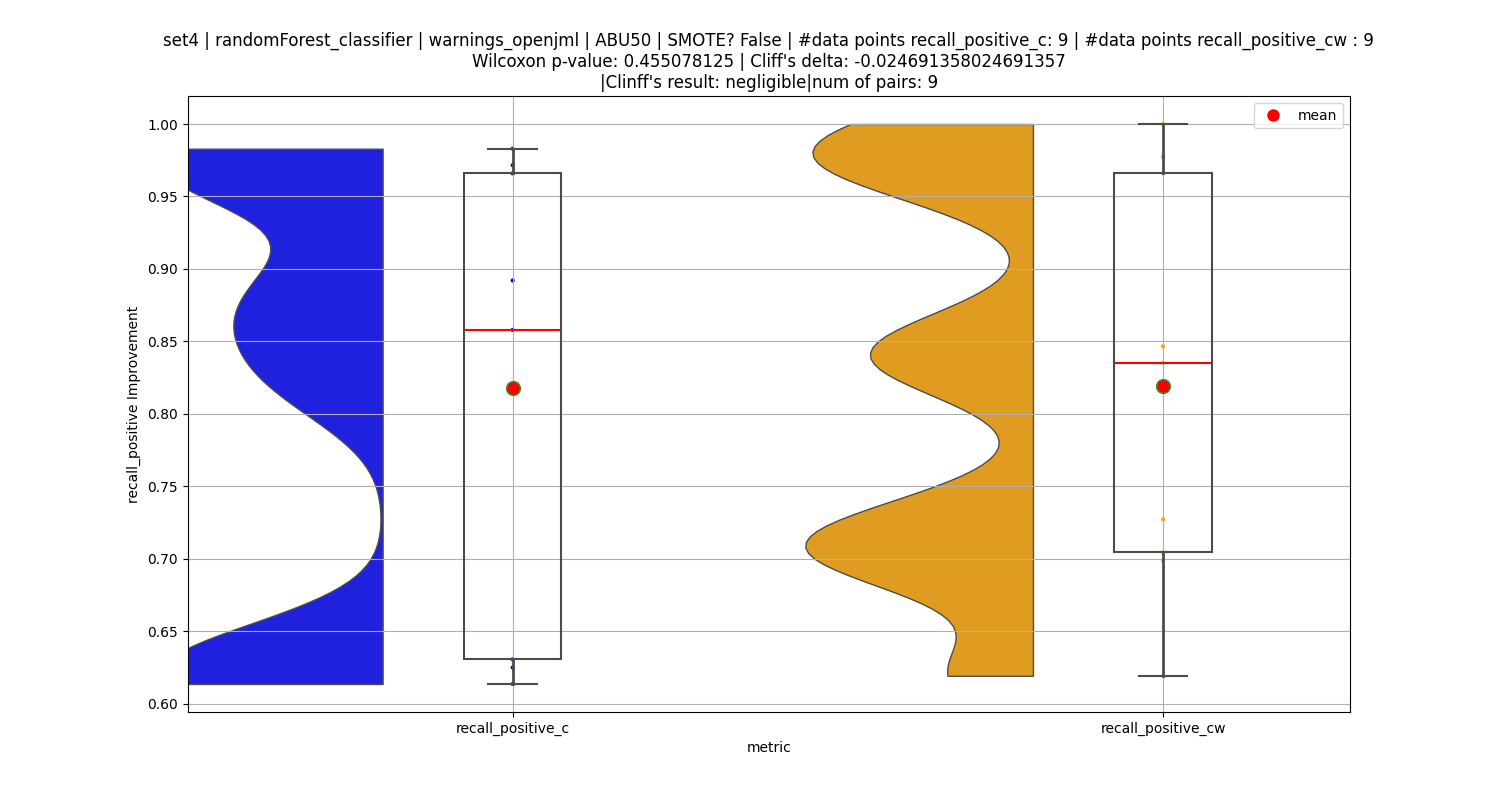 set4 | randomForest_classifier | warnings_openjml | ABU50 | SMOTE? False | #data points recall_positive_c: 9 | #data points recall_positive_cw : 9
Wilcoxon p-value: 0.455078125 | Cliff's delta: -0.024691358024691357
|Clinff's result: negligible|num of pairs: 9
mean
1.00
0.95
0.90
0.85
0.80
0.75
0.70
0.65
0.60
recall_positive Improvement
recall_positive_c
recall_positive_cw
metric